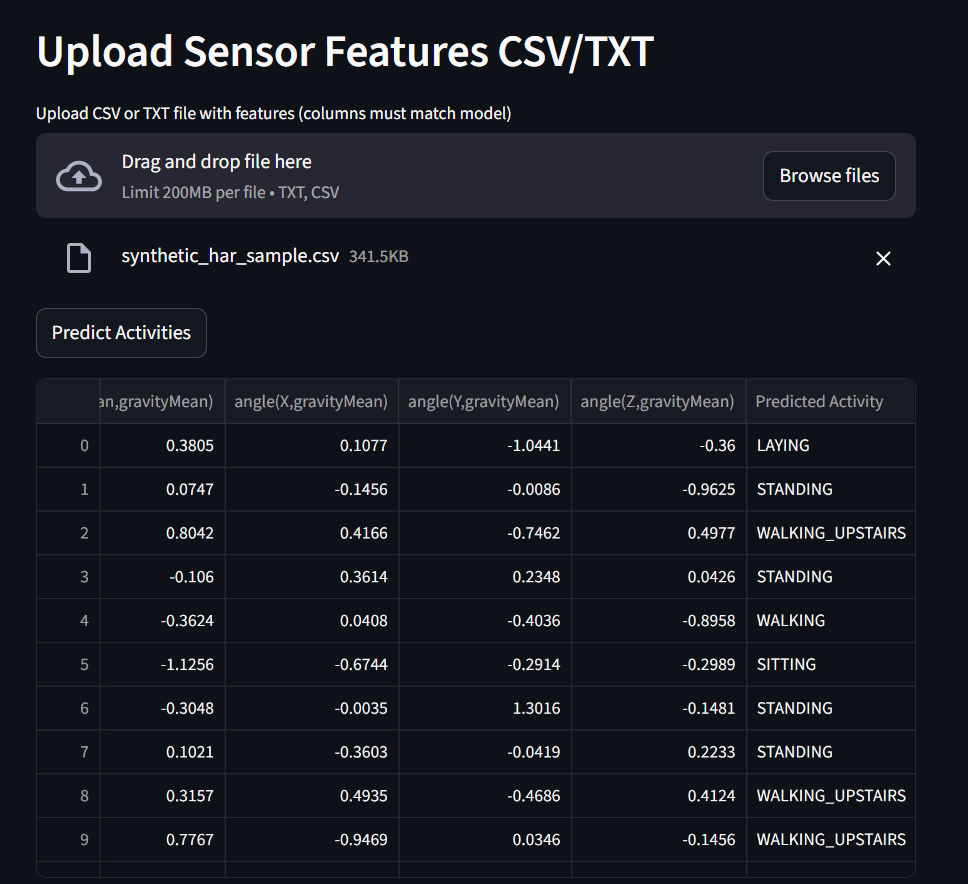 Upload Sensor Features CSV/TXT
Upload CSV or TXT file with features (columns must match model)
Drag and drop file here
Limit 200MB per file • TXT, CSV
Browse files
synthetic_har_sample.csv 341.5KB
Predict Activities
an,gravityMean) angle(X,gravityMean) angle(Y,gravityMean) angle(Z,gravityMean) Predicted Activity
0 0.3805 0.1077 -1.0441 -0.36 LAYING
1 0.0747 -0.1456 -0.0086 -0.9625 STANDING
2 0.8042 0.4166 -0.7462 0.4977 WALKING_UPSTAIRS
3 -0.106 0.3614 0.2348 0.0426 STANDING
4 -0.3624 0.0408 -0.4036 -0.8958 WALKING
5 -1.1256 -0.6744 -0.2914 -0.2989 SITTING
6 -0.3048 -0.0035 1.3016 -0.1481 STANDING
7 0.1021 -0.3603 -0.0419 0.2233 STANDING
8 0.3157 0.4935 -0.4686 0.4124 WALKING_UPSTAIRS
9 0.7767 -0.9469 0.0346 -0.1456 WALKING_UPSTAIRS